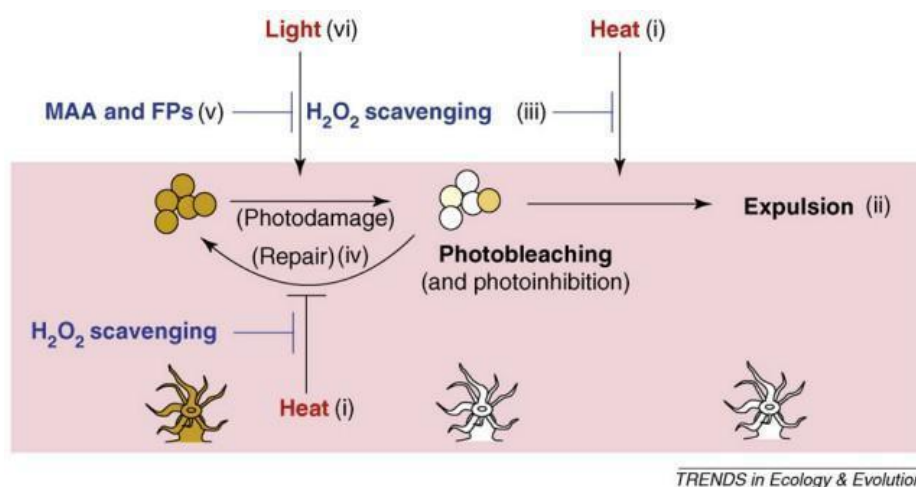 Light (vi)
Heat (i)
MAA and FPs (v)
H₂O₂ scavenging (iii)
(Photodamage)
Expulsion (ii)
(Repair) (iv)
Photobleaching
(and photoinhibition)
H₂O₂ scavenging
Heat (i)
TRENDS in Ecology & Evolution